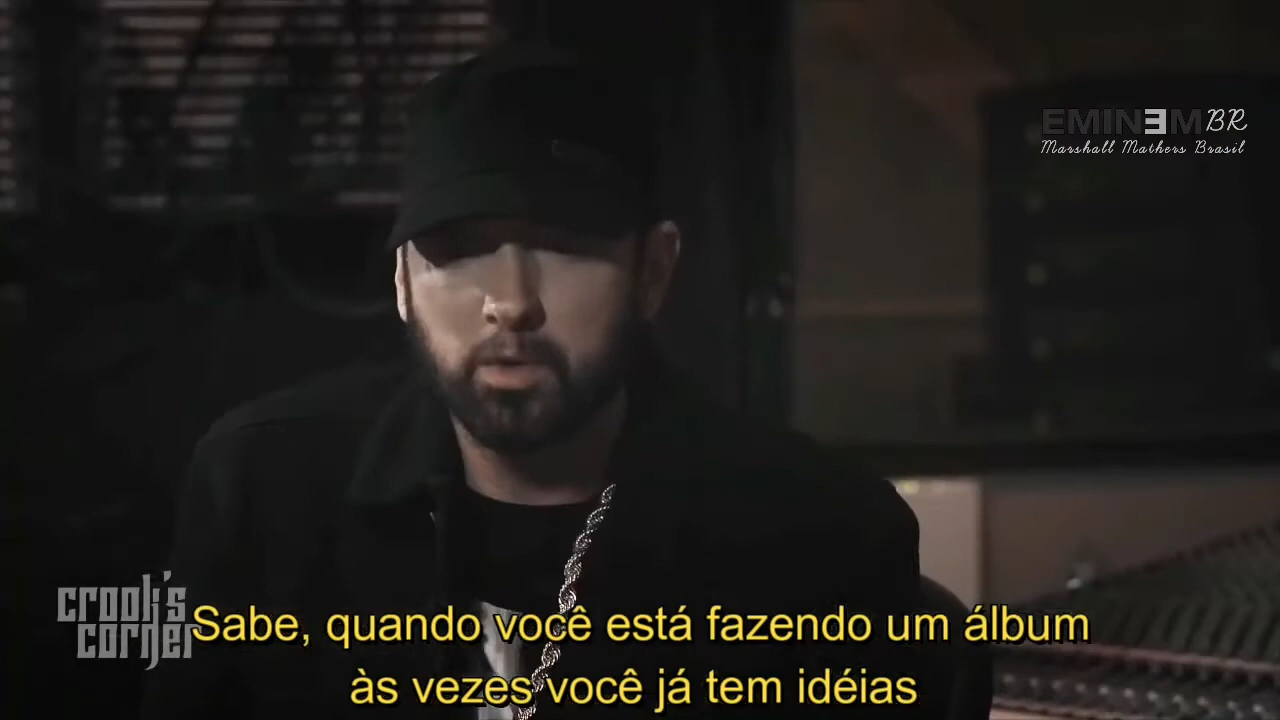 EMINEMBR
Marshall Mathers Brasil
crook's
corner
Sabe, quando você está fazendo um álbum
às vezes você já tem idéias